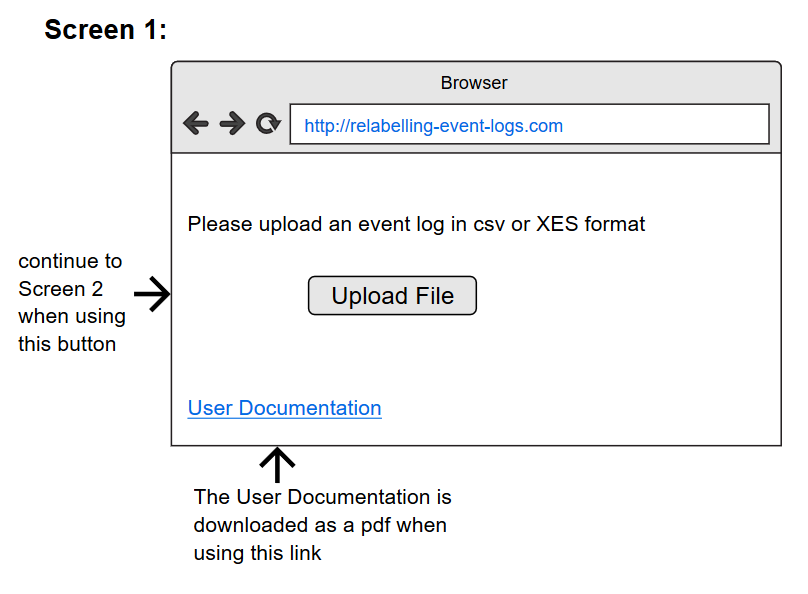 Screen 1:
Browser
http://relabelling-event-logs.com
Please upload an event log in csv or XES format
continue to
Screen 2
when using
this button
Upload File
User Documentation
The User Documentation is
downloaded as a pdf when
using this link